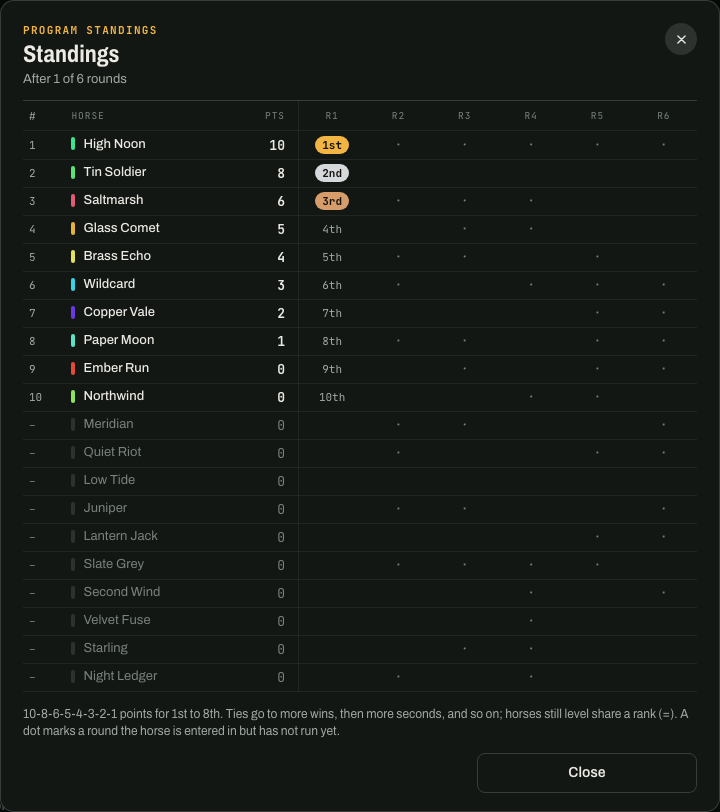 PROGRAM STANDINGS
Standings
After 1 of 6 rounds
# HORSE PTS R1 R2 R3 R4 R5 R6
1 High Noon 10 1st · · · · ·
2 Tin Soldier 8 2nd
3 Saltmarsh 6 3rd · · ·
4 Glass Comet 5 4th · ·
5 Brass Echo 4 5th · · ·
6 Wildcard 3 6th · · · ·
7 Copper Vale 2 7th · ·
8 Paper Moon 1 8th · · · ·
9 Ember Run 0 9th · · ·
10 Northwind 0 10th · ·
– Meridian 0 · · ·
– Quiet Riot 0 · · ·
– Low Tide 0
– Juniper 0 · · ·
– Lantern Jack 0 · ·
– Slate Grey 0 · · · ·
– Second Wind 0 · ·
– Velvet Fuse 0 ·
– Starling 0 · ·
– Night Ledger 0 · ·
10-8-6-5-4-3-2-1 points for 1st to 8th. Ties go to more wins, then more seconds, and so on; horses still level share a rank (=). A
dot marks a round the horse is entered in but has not run yet.
Close